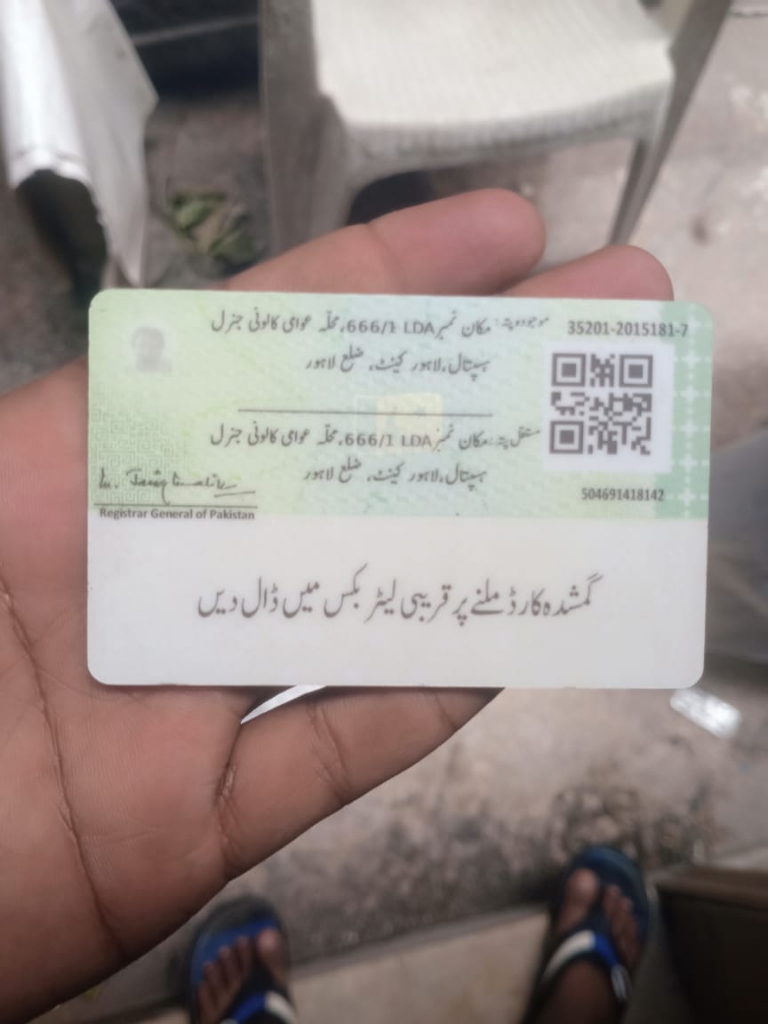 موجودہ پتہ: مکان نمبر 666/1 LDA، محلّہ عوامی کالونی جنرل
ہسپتال، لاہور کینٹ، ضلع لاہور
35201-2015181-7
مستقل پتہ: مکان نمبر 666/1 LDA، محلّہ عوامی کالونی جنرل
ہسپتال، لاہور کینٹ، ضلع لاہور
504691418142
Registrar General of Pakistan
گمشدہ کارڈ ملنے پر قریبی لیٹر بکس میں ڈال دیں